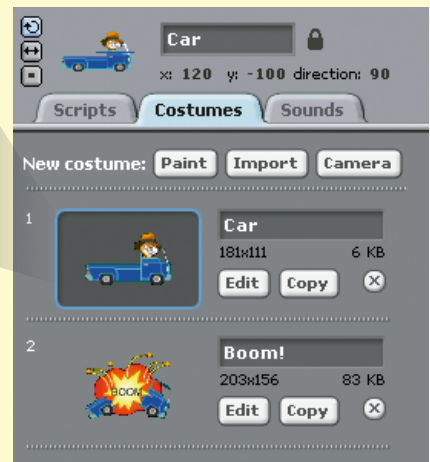 Car
x: 120 y: -100 direction: 90
Scripts Costumes Sounds
New costume: Paint Import Camera
1
Car
181x111 6 KB
Edit Copy
2
BOOM
Boom!
203x156 83 KB
Edit Copy